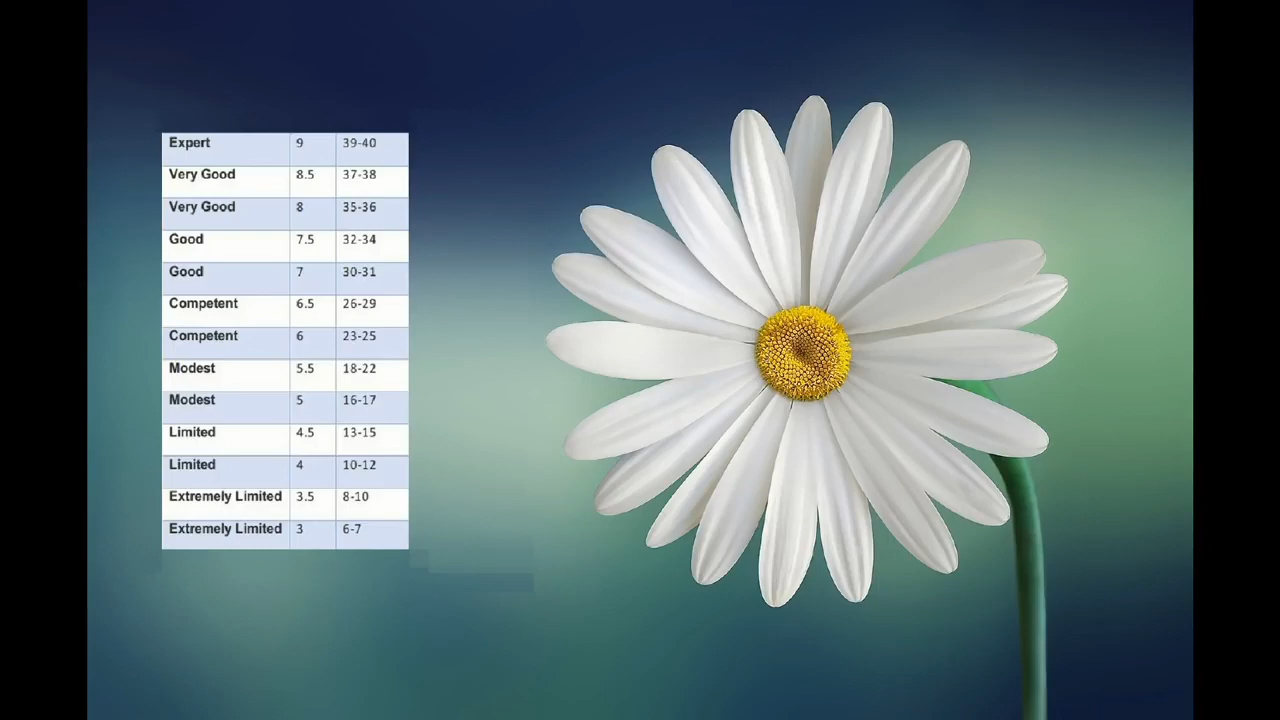 Expert 9 39-40
Very Good 8.5 37-38
Very Good 8 35-36
Good 7.5 32-34
Good 7 30-31
Competent 6.5 26-29
Competent 6 23-25
Modest 5.5 18-22
Modest 5 16-17
Limited 4.5 13-15
Limited 4 10-12
Extremely Limited 3.5 8-10
Extremely Limited 3 6-7